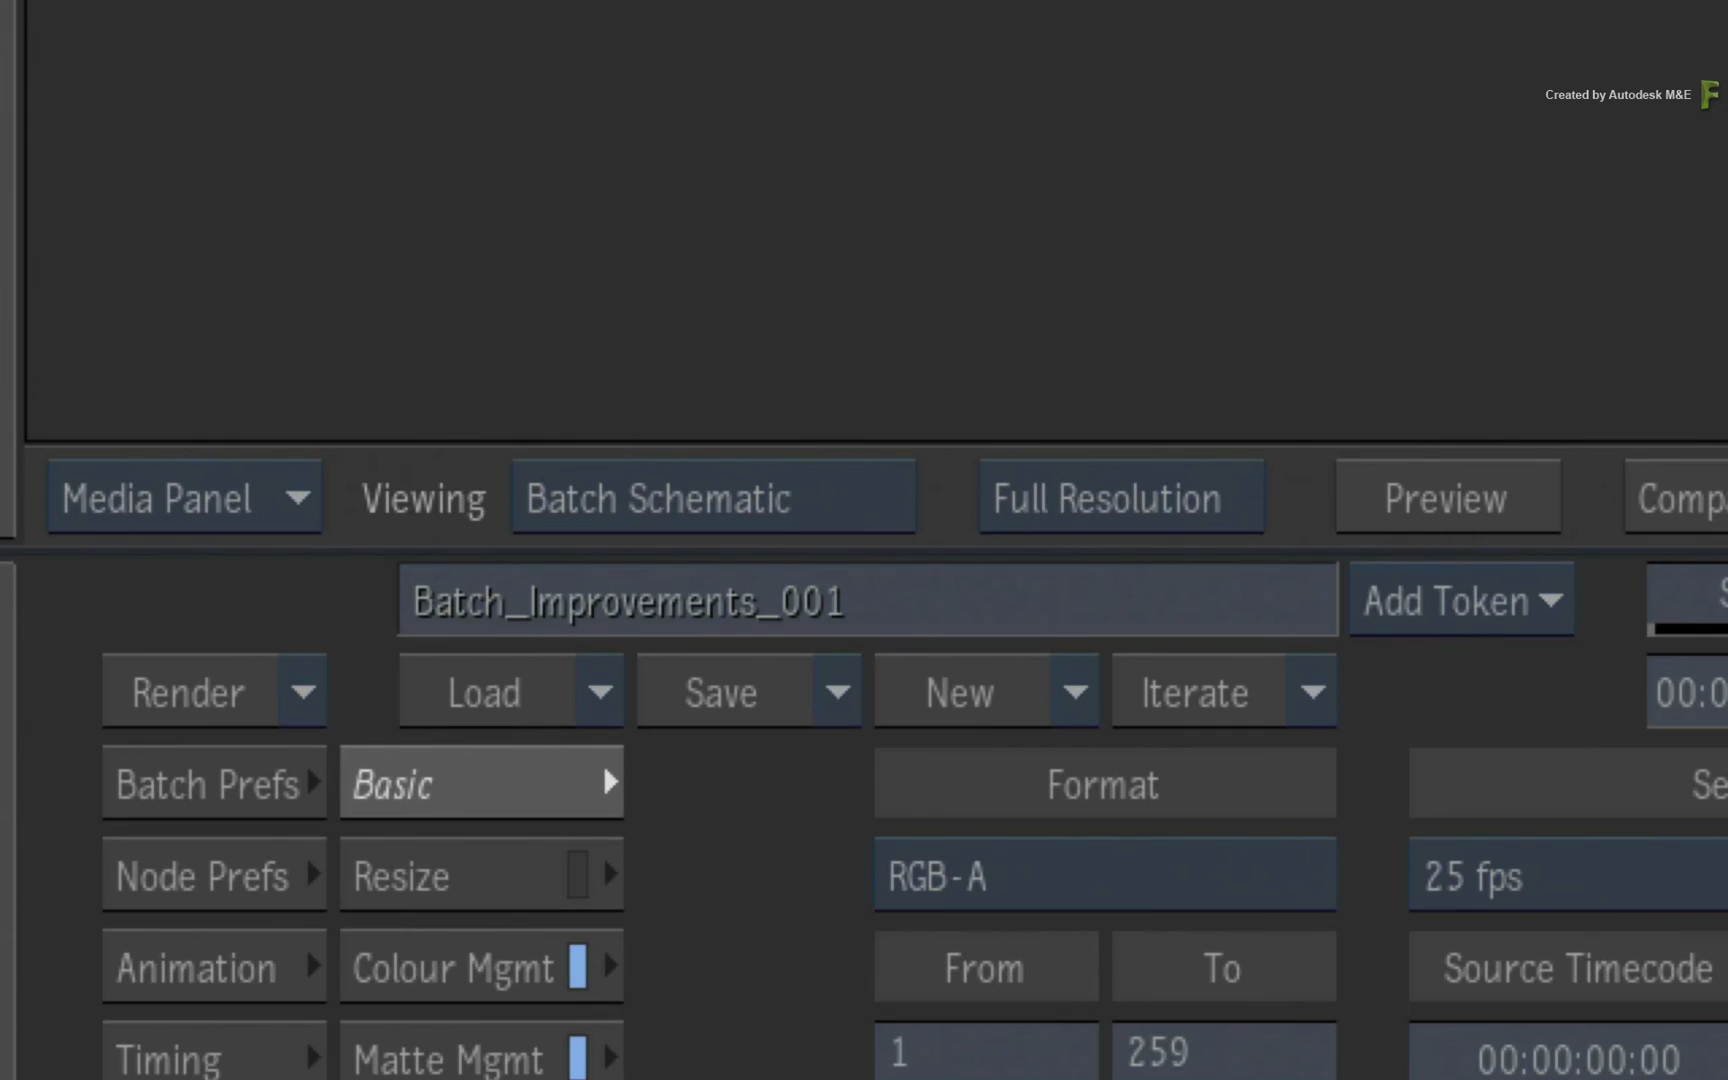 Created by Autodesk M&E
Media Panel Viewing Batch Schematic Full Resolution Preview
Batch_Improvements_001 Add Token
Render Load Save New Iterate
Batch Prefs Basic Format
Node Prefs Resize RGB-A 25 fps
Animation Colour Mgmt From To Source Timecode
Timing Matte Mgmt 1 259 00:00:00:00